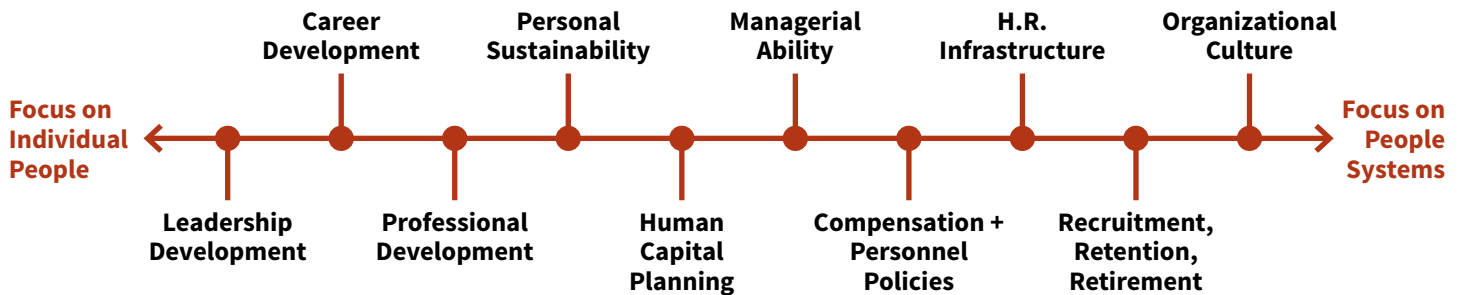 Career
Development
Personal
Sustainability
Managerial
Ability
H.R.
Infrastructure
Organizational
Culture
Focus on
Individual
People
Focus on
People
Systems
Leadership
Development
Professional
Development
Human
Capital
Planning
Compensation +
Personnel
Policies
Recruitment,
Retention,
Retirement